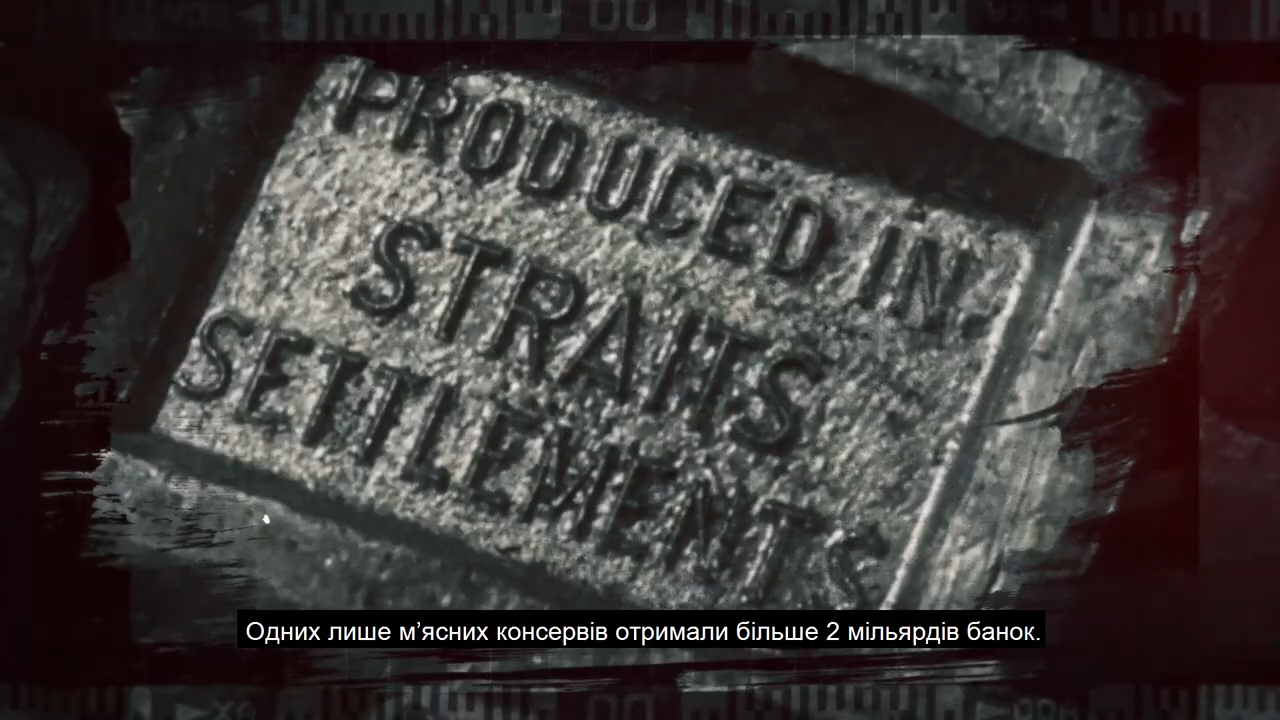 PRODUCED IN
STRAITS
SETTLEMENTS
Одних лише м’ясних консервів отримали більше 2 мільярдів банок.